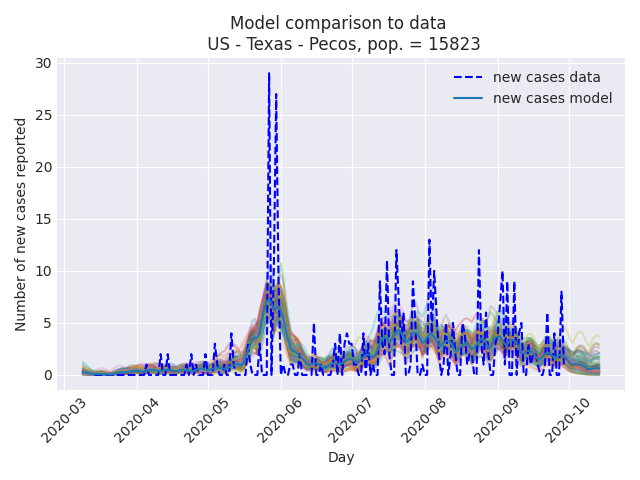 Model comparison to data
US - Texas - Pecos, pop. = 15823
new cases data
new cases model
Number of new cases reported
30
25
20
15
10
5
0
2020-03
2020-04
2020-05
2020-06
2020-07
2020-08
2020-09
2020-10
Day